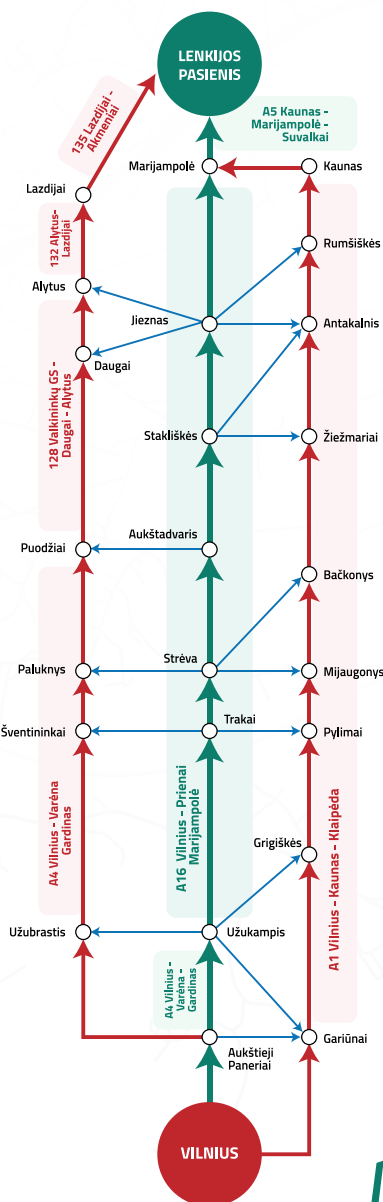 LENKIJOS
PASIENIS
135 Lazdijai -
Akmeniai
A5 Kaunas -
Marijampolė -
Suvalkai
Marijampolė
Kaunas
Lazdijai
132 Alytus-
Lazdijai
Rumšiškės
Alytus
Jieznas
Antakalnis
Daugai
128 Valkininkų GS -
Daugai - Alytus
Stakliškės
Žiežmariai
Aukštadvaris
Puodžiai
Bačkonys
Strėva
Paluknys
Mijaugonys
Trakai
Šventininkai
Pylimai
A4 Vilnius - Varėna
Gardinas
A16 Vilnius - Prienai
Marijampolė
A1 Vilnius - Kaunas - Klaipėda
Grigiškės
Užubrastis
Užukampis
A4 Vilnius -
Varėna -
Gardinas
Aukštieji
Paneriai
Gariūnai
VILNIUS